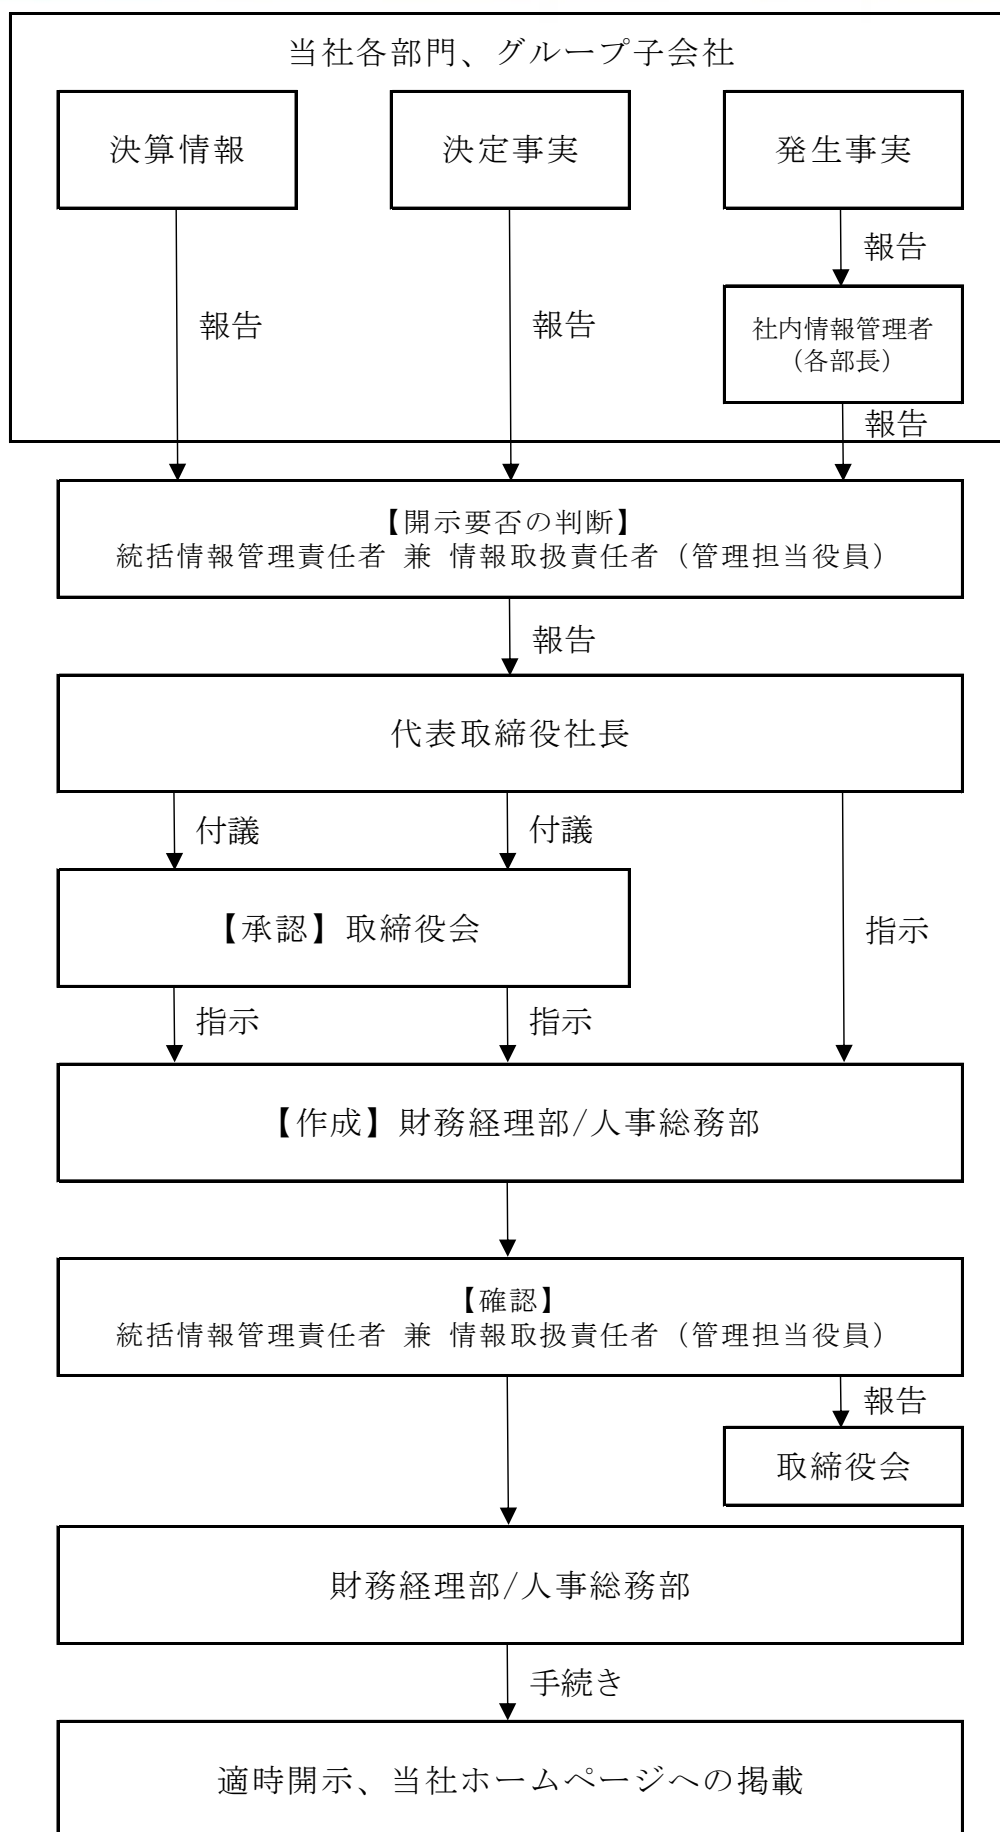 当社各部門、グループ子会社
決算情報
決定事実
発生事実
報告
社内情報管理者
（各部長）
報告
報告
報告
【開示要否の判断】
統括情報管理責任者 兼 情報取扱責任者（管理担当役員）
報告
代表取締役社長
付議
付議
【承認】取締役会
指示
指示
指示
【作成】財務経理部/人事総務部
【確認】
統括情報管理責任者 兼 情報取扱責任者（管理担当役員）
報告
取締役会
財務経理部/人事総務部
手続き
適時開示、当社ホームページへの掲載